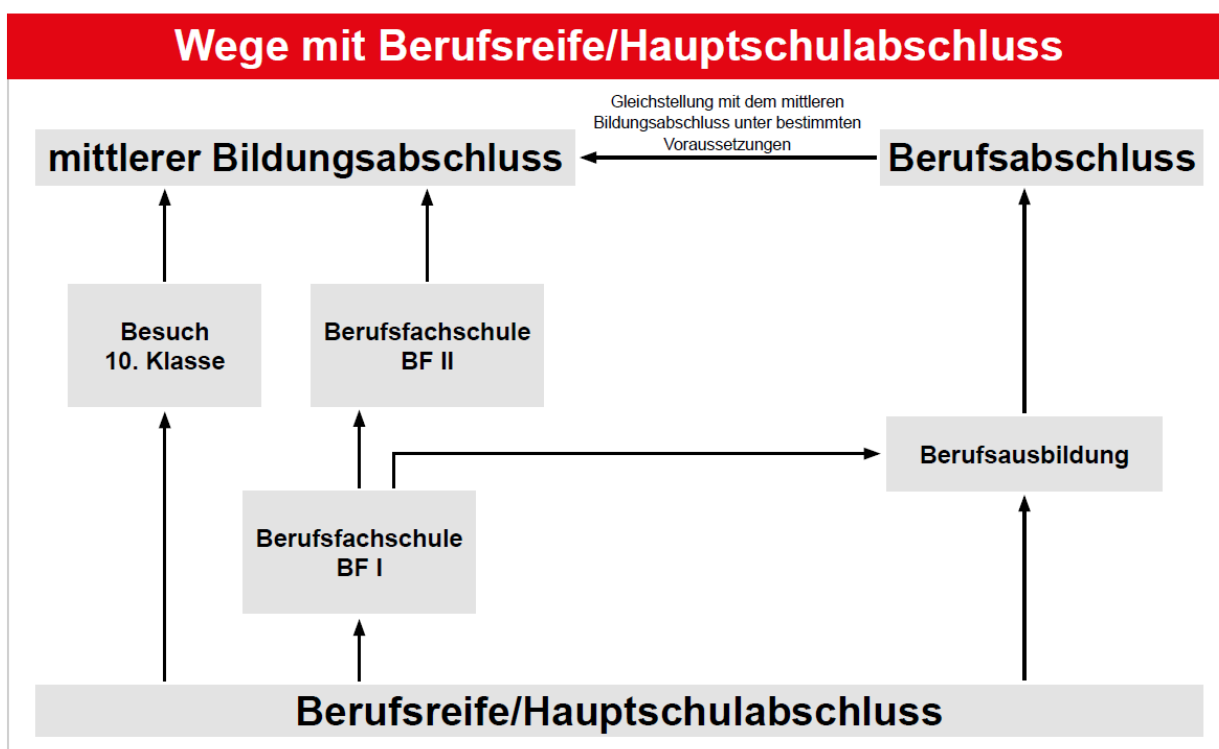 Wege mit Berufsreife/Hauptschulabschluss
Gleichstellung mit dem mittleren
Bildungsabschluss unter bestimmten
Voraussetzungen
mittlerer Bildungsabschluss
Berufsabschluss
Besuch
10. Klasse
Berufsfachschule
BF II
Berufsausbildung
Berufsfachschule
BF I
Berufsreife/Hauptschulabschluss